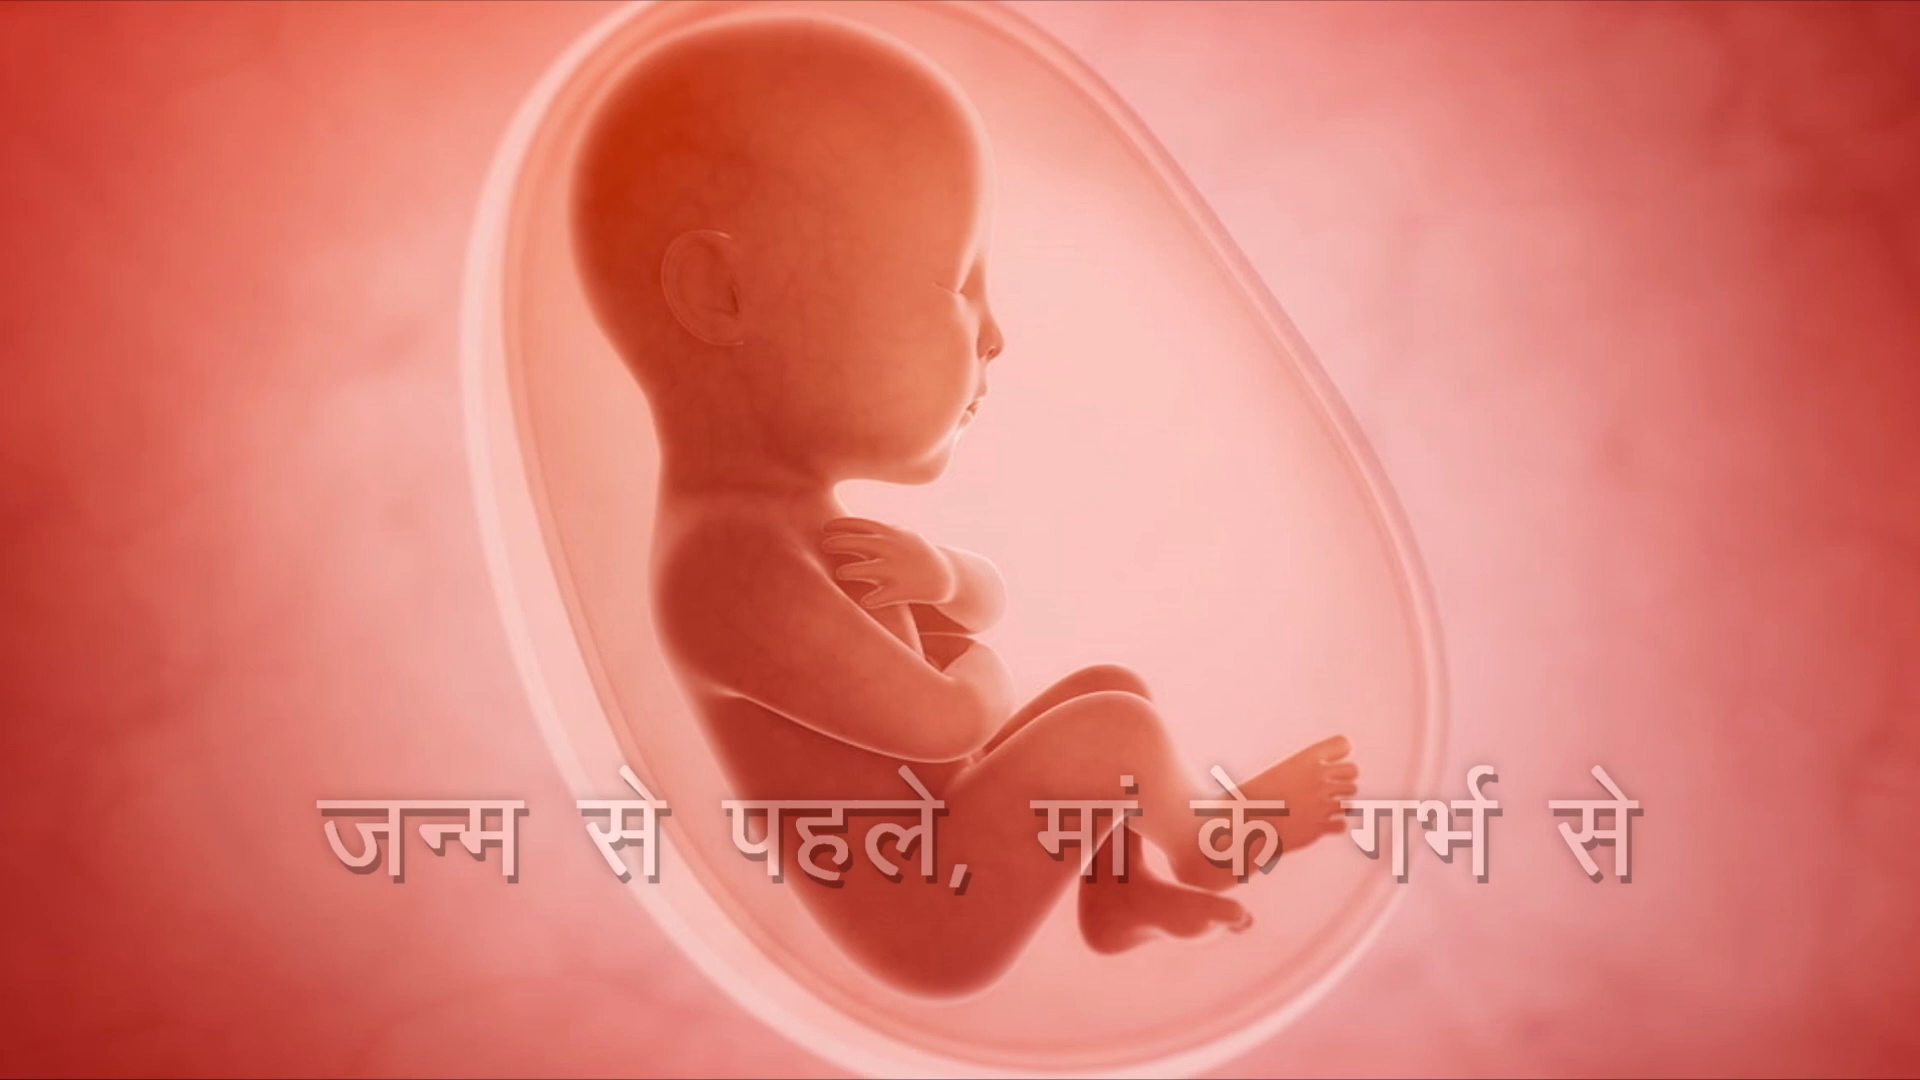 जन्म से पहले, मां के गर्भ से